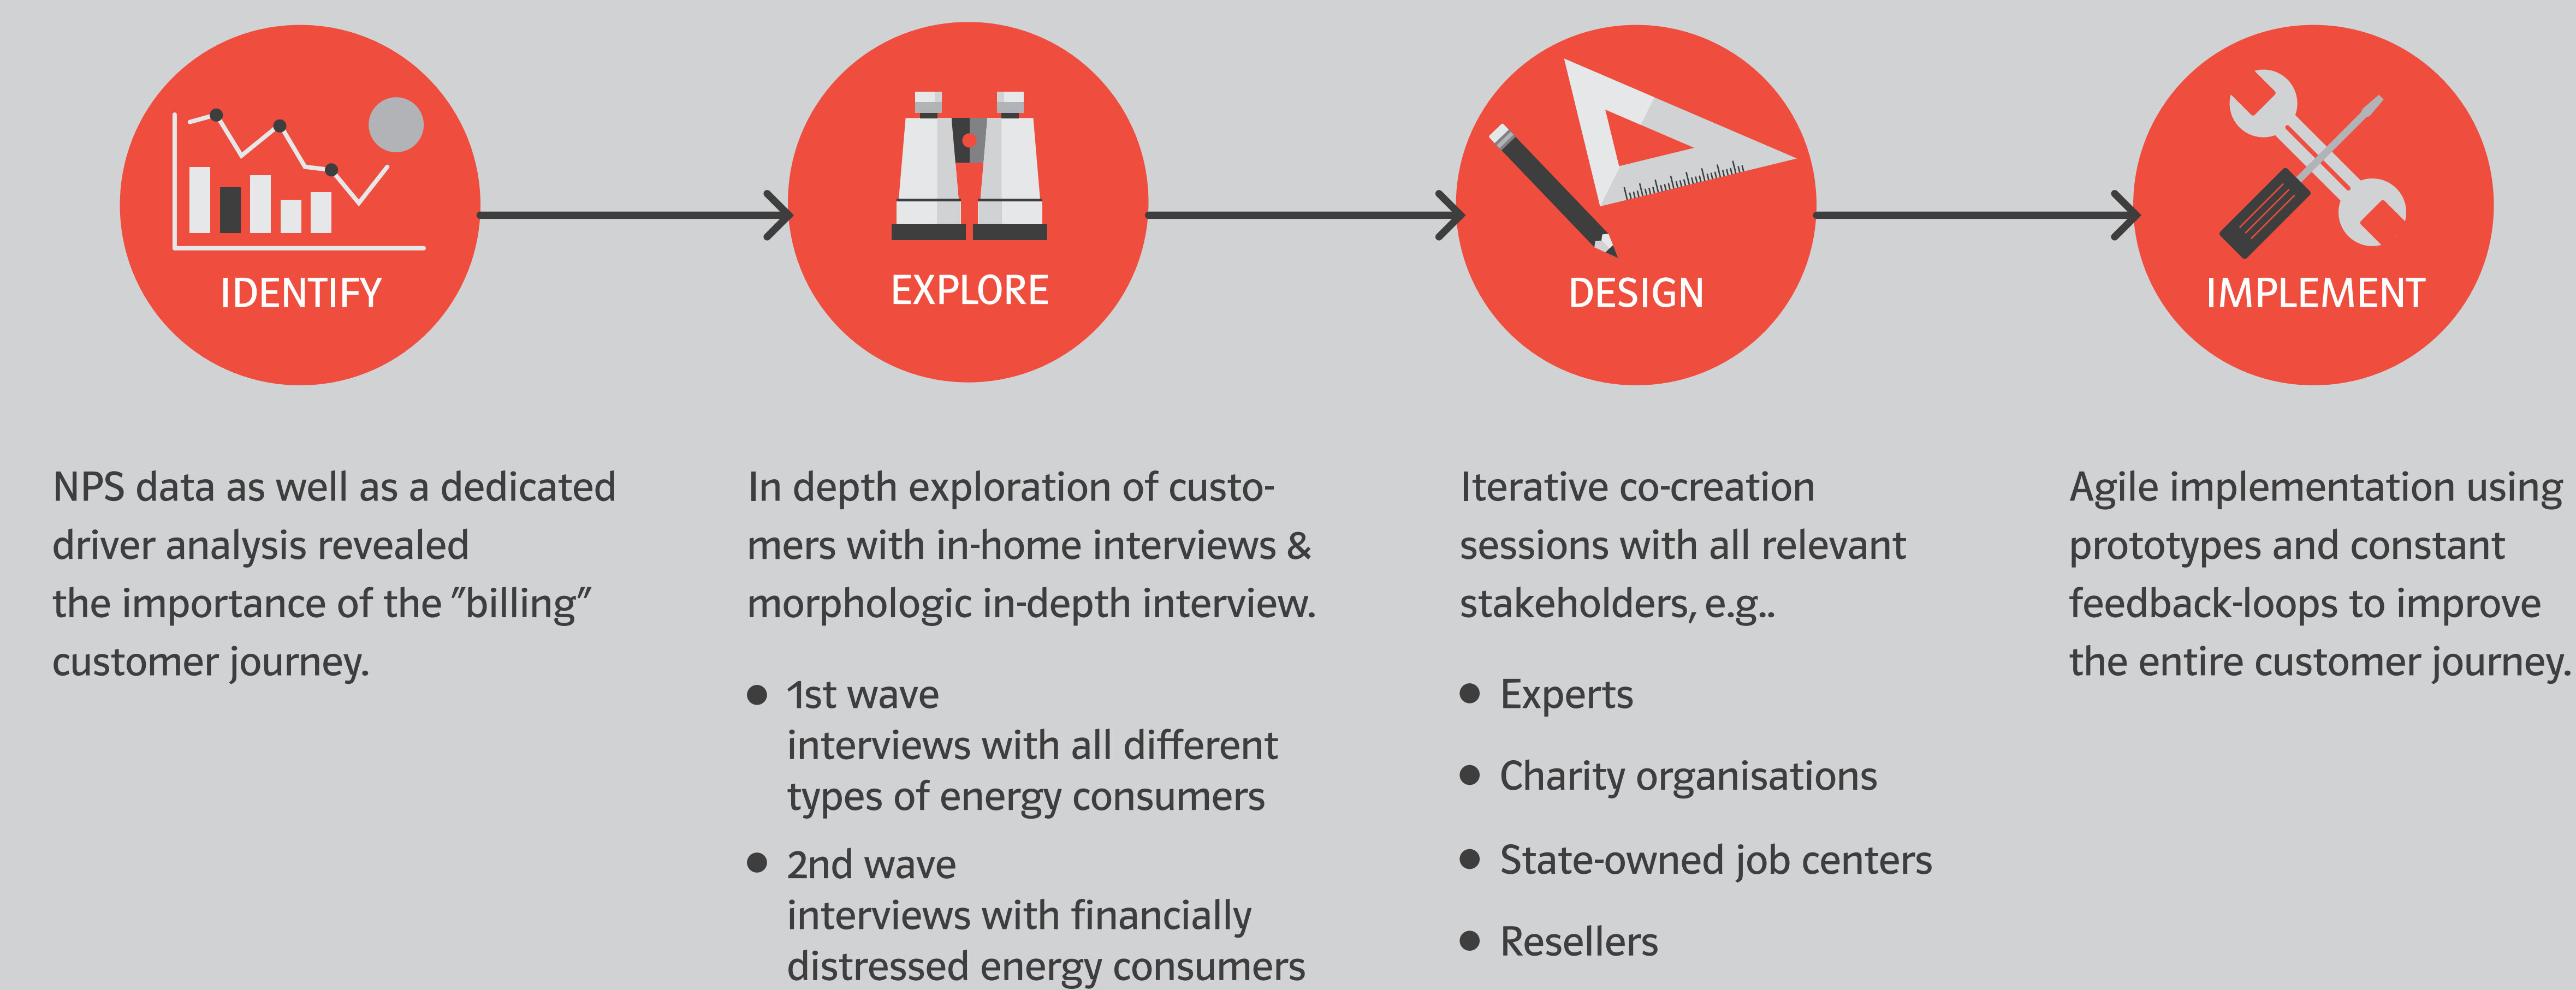 IDENTIFY
NPS data as well as a dedicated
driver analysis revealed
the importance of the "billing"
customer journey.
EXPLORE
In depth exploration of custo-
mers with in-home interviews &
morphologic in-depth interview.
● 1st wave
interviews with all different
types of energy consumers
● 2nd wave
interviews with financially
distressed energy consumers
DESIGN
Iterative co-creation
sessions with all relevant
stakeholders, e.g..
● Experts
● Charity organisations
● State-owned job centers
● Resellers
IMPLEMENT
Agile implementation using
prototypes and constant
feedback-loops to improve
the entire customer journey.